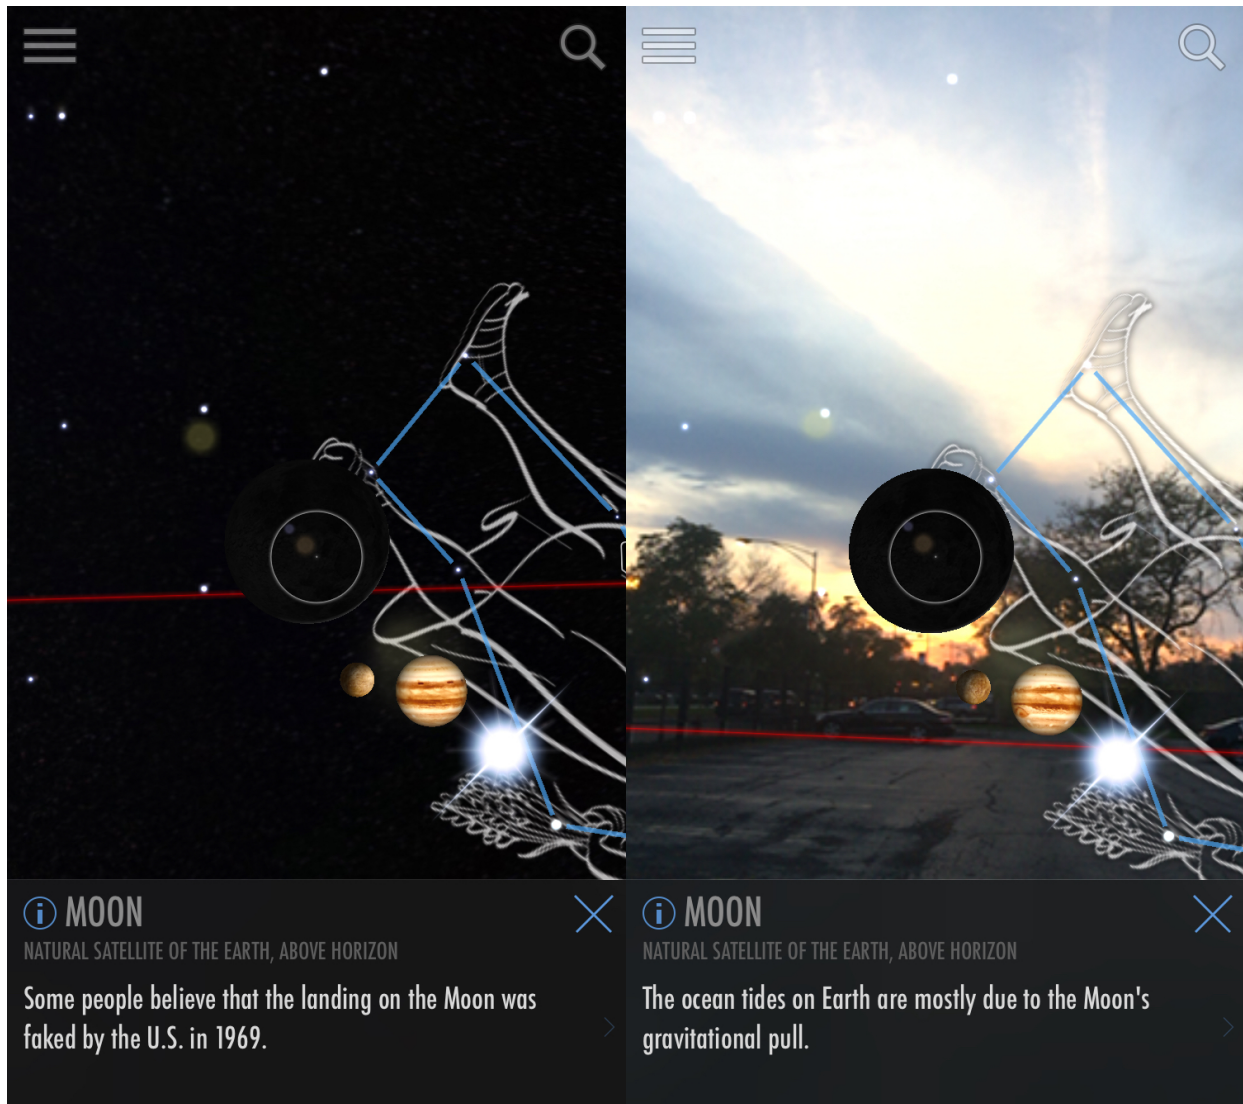 MOON
NATURAL SATELLITE OF THE EARTH, ABOVE HORIZON
Some people believe that the landing on the Moon was
faked by the U.S. in 1969.
MOON
NATURAL SATELLITE OF THE EARTH, ABOVE HORIZON
The ocean tides on Earth are mostly due to the Moon's
gravitational pull.